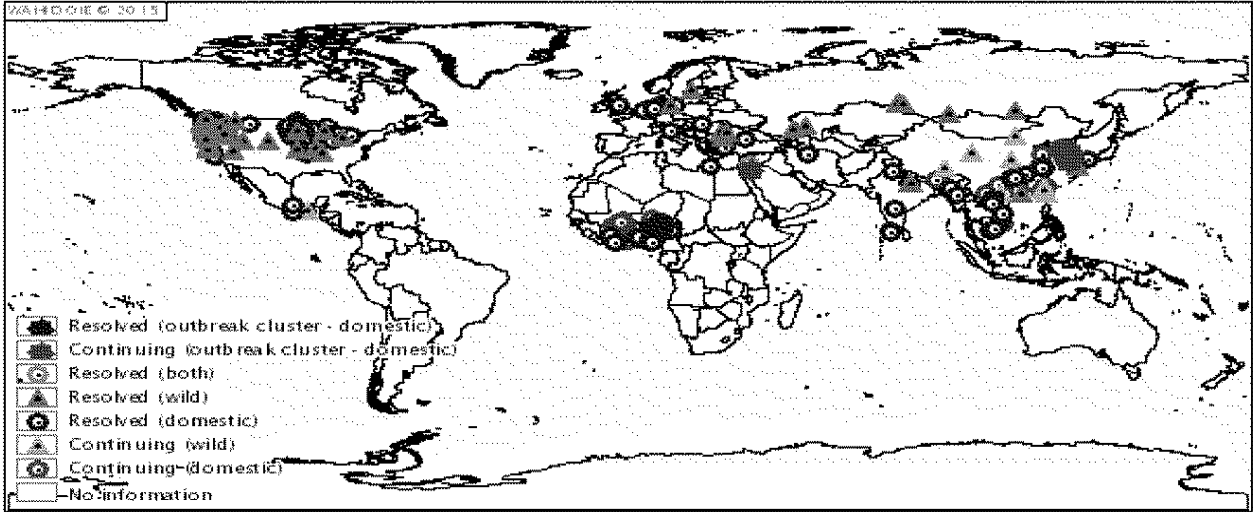 WAHID OIE © 2015
Resolved (outbreak cluster - domestic)
Continuing (outbreak cluster - domestic)
Resolved (both)
Resolved (wild)
Resolved (domestic)
Continuing (wild)
Continuing (domestic)
No information